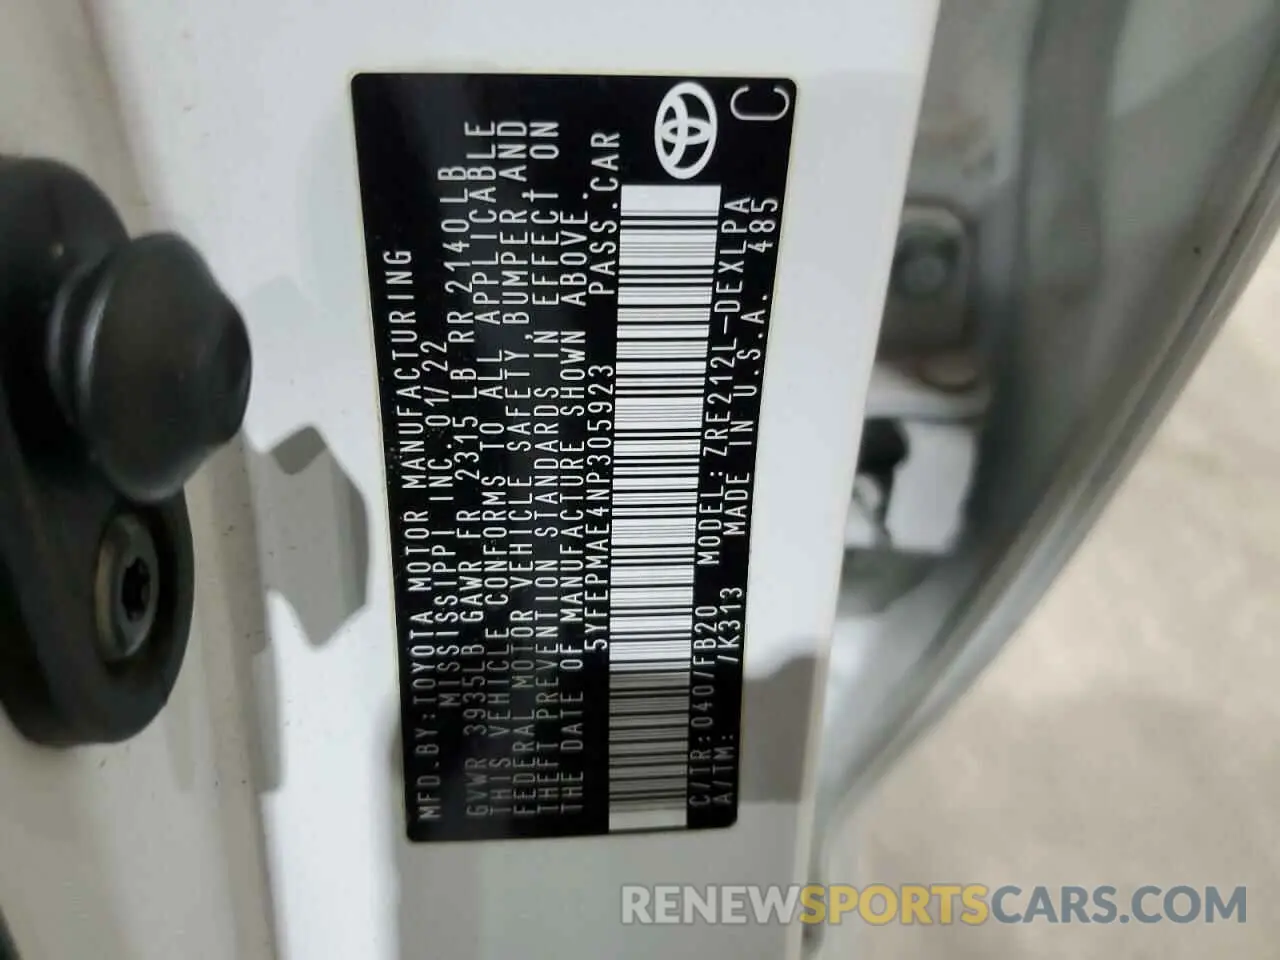 MFD.BY:TOYOTA MOTOR MANUFACTURING
MISSISSIPPI INC.01/22
GVWR 3935LB GAWR FR 2315LB RR 2140LB
THIS VEHICLE CONFORMS TO ALL APPLICABLE
FEDERAL MOTOR VEHICLE SAFETY,BUMPER,AND
THEFT PREVENTION STANDARDS IN EFFECT ON
THE DATE OF MANUFACTURE SHOWN ABOVE.
5YFEPMAE4NP305923 PASS.CAR
C/TR:040/FB20 MODEL:ZRE212L-DEXLPA
A/TM: /K313 MADE IN U.S.A. 485
C
RENEWSPORTSCARS.COM